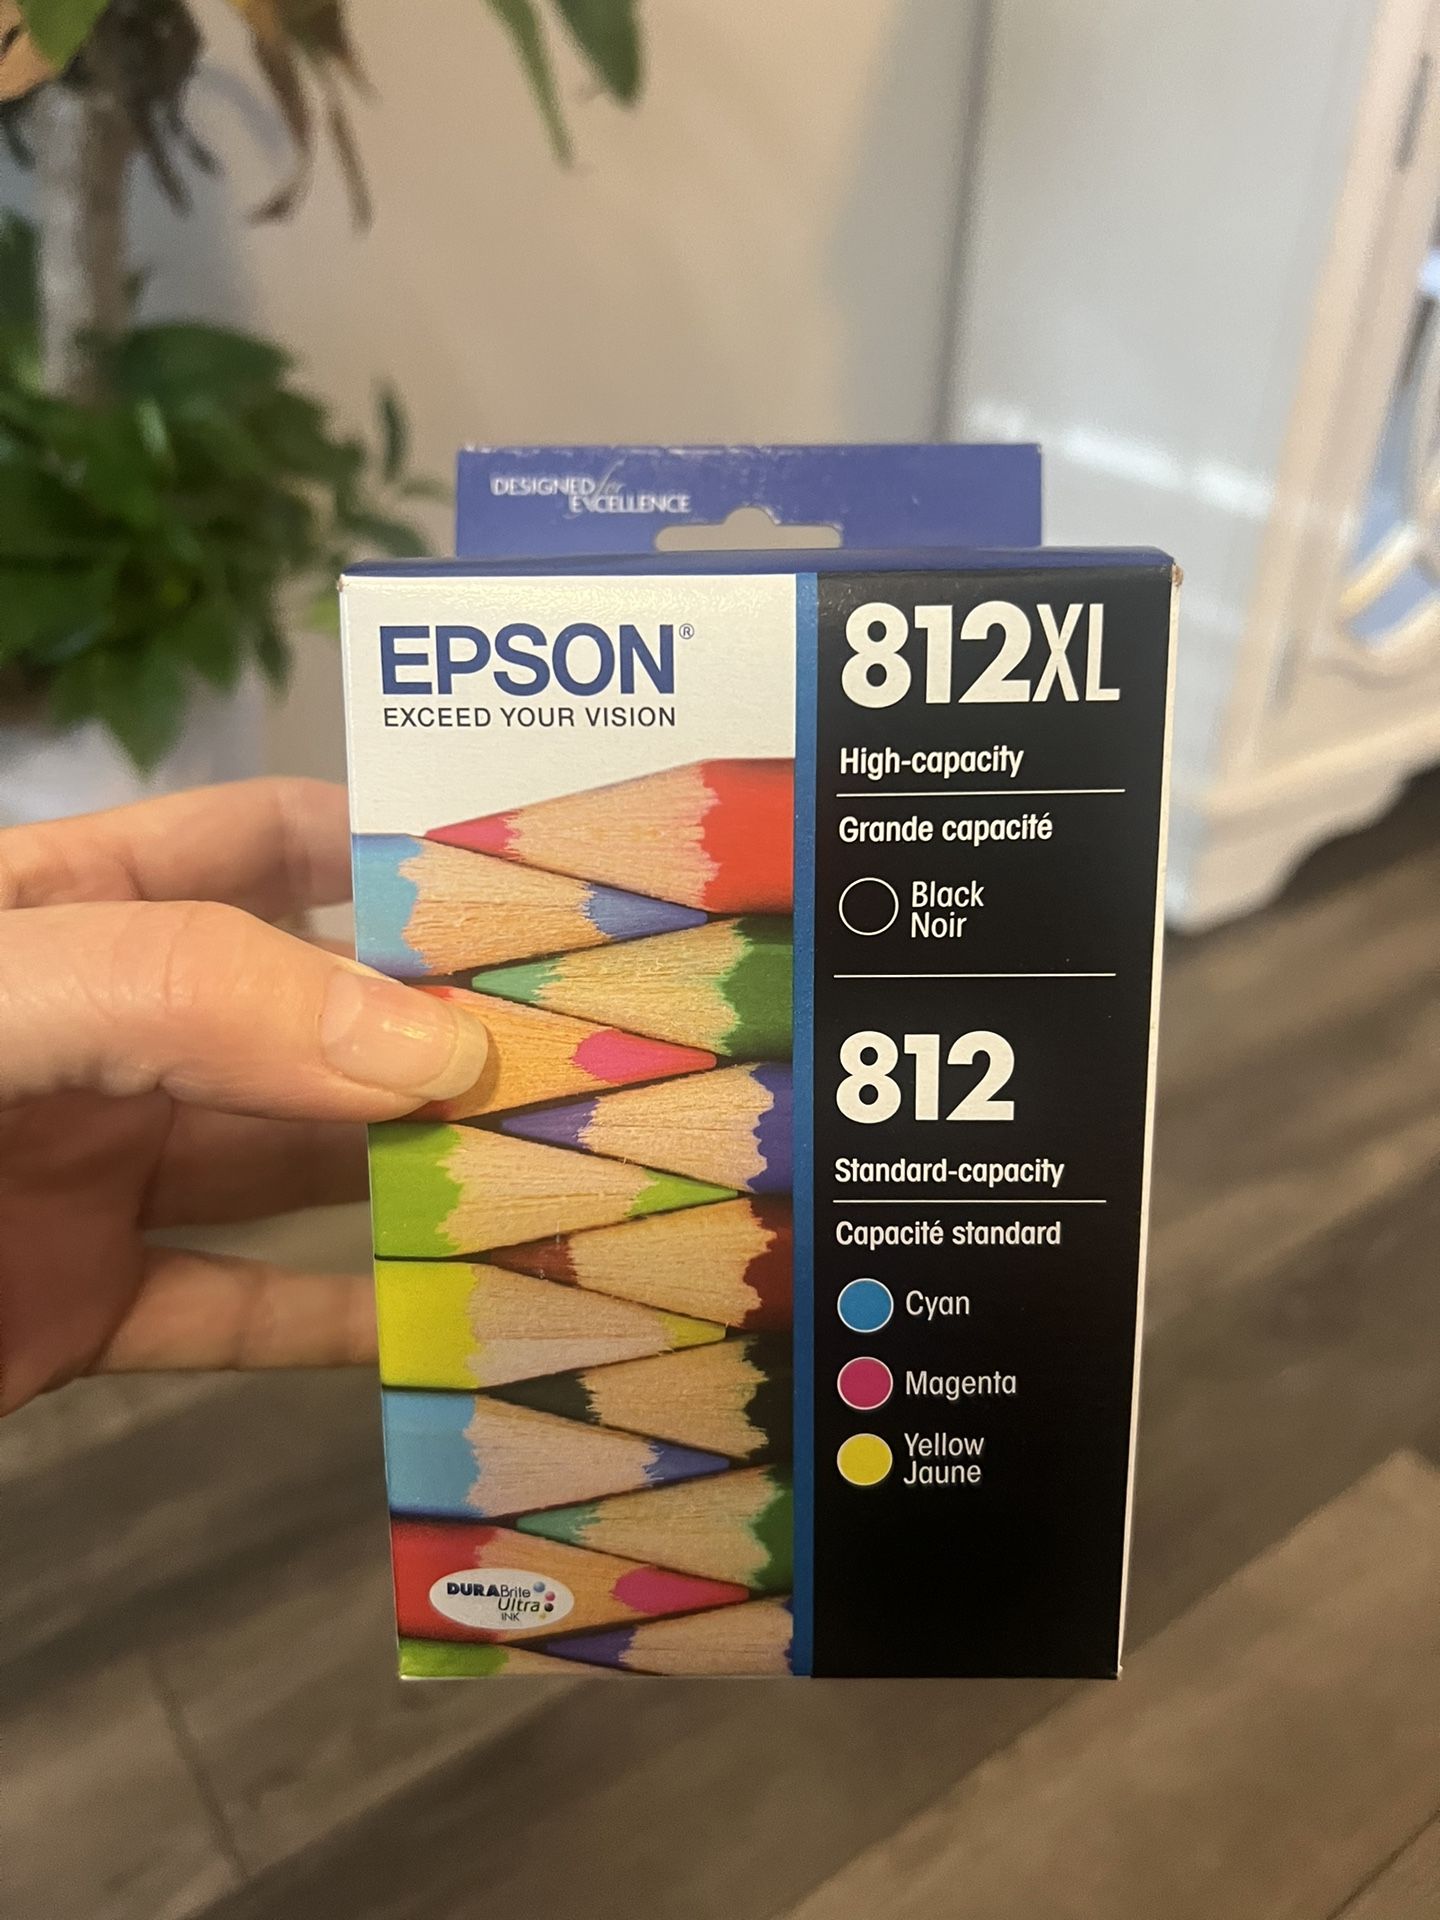 DESIGNED for
EXCELLENCE
EPSON®
EXCEED YOUR VISION
812XL
High-capacity
Grande capacité
Black
Noir
812
Standard-capacity
Capacité standard
Cyan
Magenta
Yellow
Jaune
DURABrite
Ultra
INK